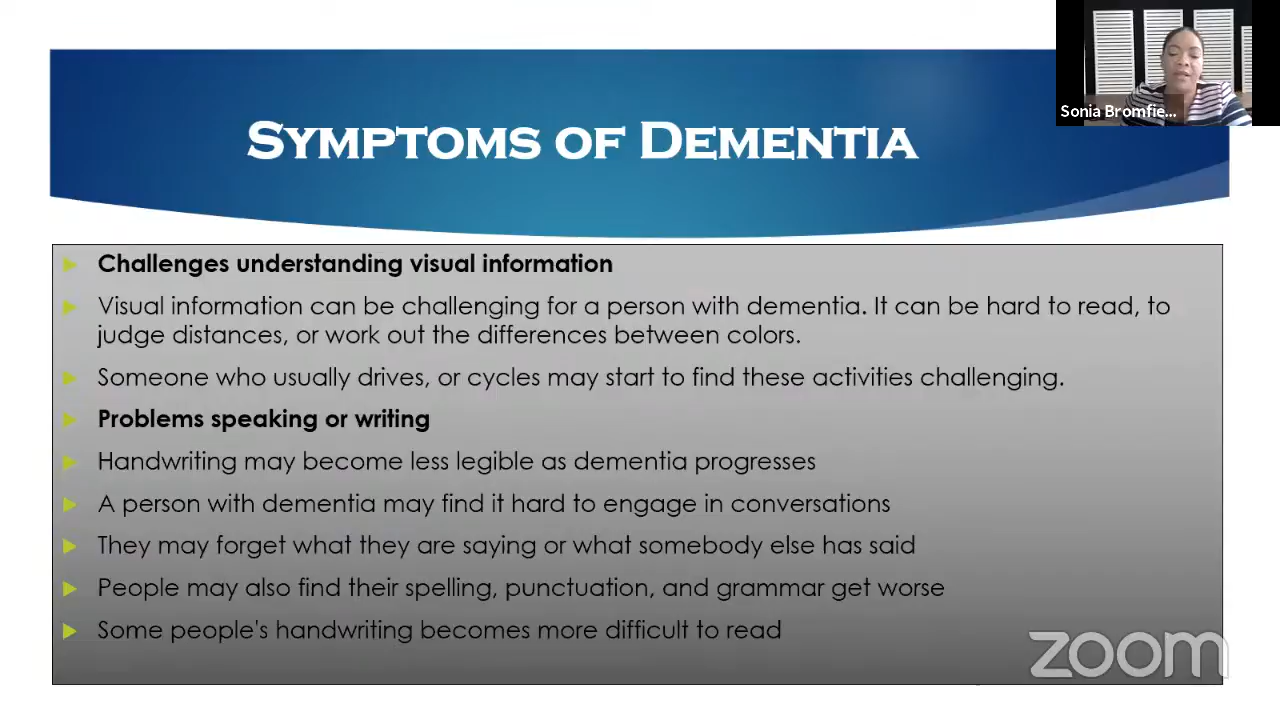 Sonia Bromfie...
SYMPTOMS OF DEMENTIA
Challenges understanding visual information
Visual information can be challenging for a person with dementia. It can be hard to read, to
judge distances, or work out the differences between colors.
Someone who usually drives, or cycles may start to find these activities challenging.
Problems speaking or writing
Handwriting may become less legible as dementia progresses
A person with dementia may find it hard to engage in conversations
They may forget what they are saying or what somebody else has said
People may also find their spelling, punctuation, and grammar get worse
Some people's handwriting becomes more difficult to read
zoom